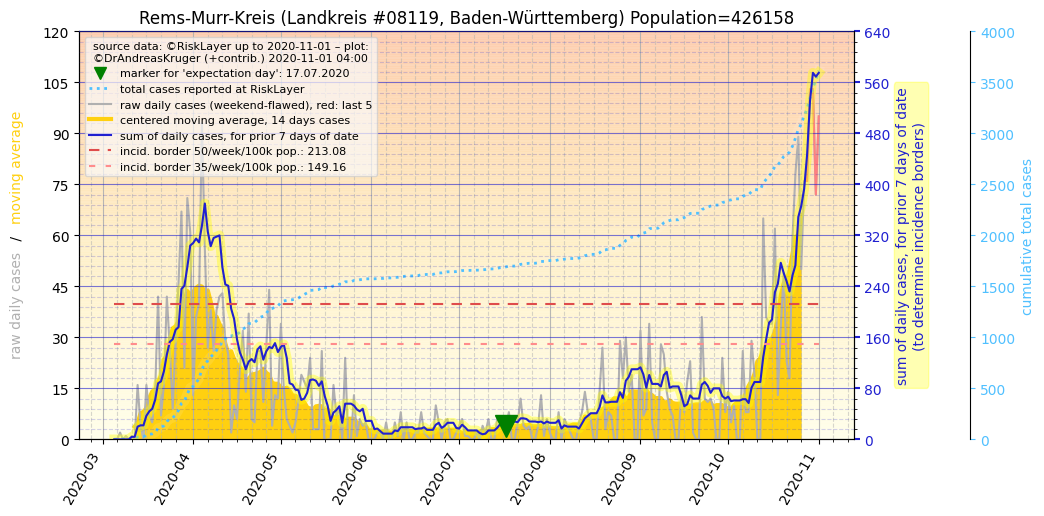 Rems-Murr-Kreis (Landkreis #08119, Baden-Württemberg) Population=426158
source data: ©RiskLayer up to 2020-11-01 – plot:
©DrAndreasKruger (+contrib.) 2020-11-01 04:00
marker for 'expectation day': 17.07.2020
total cases reported at RiskLayer
raw daily cases (weekend-flawed), red: last 5
centered moving average, 14 days cases
sum of daily cases, for prior 7 days of date
incid. border 50/week/100k pop.: 213.08
incid. border 35/week/100k pop.: 149.16
raw daily cases / moving average
120
105
90
75
60
45
30
15
0
2020-03
2020-04
2020-05
2020-06
2020-07
2020-08
2020-09
2020-10
2020-11
640
560
480
400
320
240
160
80
0
sum of daily cases, for prior 7 days of date
(to determine incidence borders)
4000
3500
3000
2500
2000
1500
1000
500
0
cumulative total cases